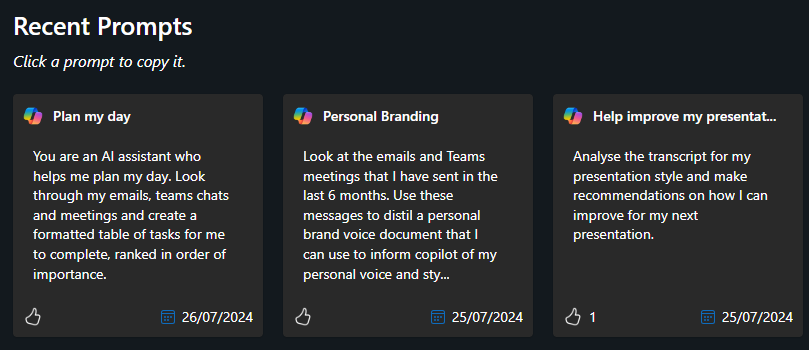 Recent Prompts
Click a prompt to copy it.
Plan my day
You are an AI assistant who
helps me plan my day. Look
through my emails, teams chats
and meetings and create a
formatted table of tasks for me
to complete, ranked in order of
importance.
26/07/2024
Personal Branding
Look at the emails and Teams
meetings that I have sent in the
last 6 months. Use these
messages to distil a personal
brand voice document that I
can use to inform copilot of my
personal voice and sty...
25/07/2024
Help improve my presentat...
Analyse the transcript for my
presentation style and make
recommendations on how I can
improve for my next
presentation.
1
25/07/2024